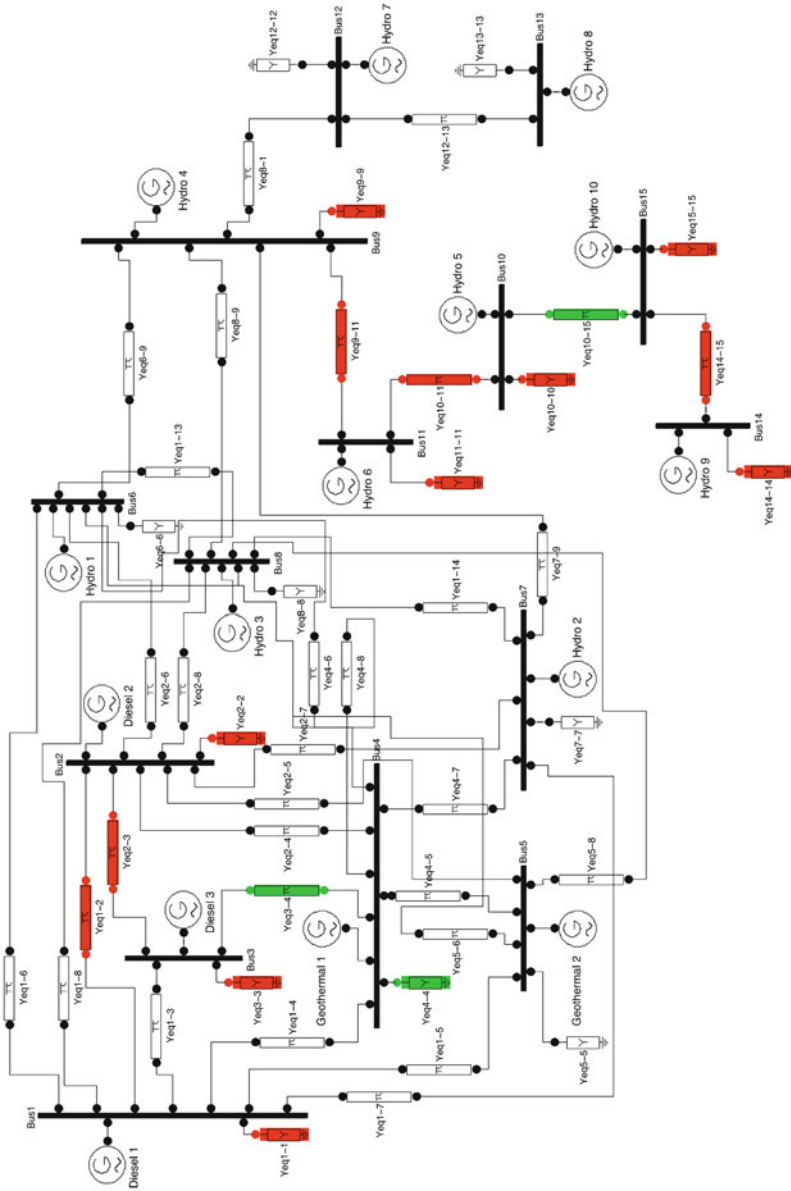 Yeq12-12
Bus12
Hydro 7
Yeq13-13
Bus13
Hydro 8
Yeq12-13
Yeq8-1
Hydro 4
Yeq9-9
Bus9
Yeq6-9
Yeq8-9
Yeq9-11
Hydro 5
Bus10
Hydro 10
Bus15
Yeq15-15
Yeq10-15
Yeq14-15
Yeq10-11
Yeq10-10
Bus11
Hydro 6
Yeq11-11
Bus14
Hydro 9
Yeq14-14
Yeq1-13
Bus6
Hydro 1
Yeq6-6
Bus8
Yeq8-8
Hydro 3
Yeq1-14
Yeq7-9
Bus7
Hydro 2
Yeq7-7
Yeq4-6
Yeq4-8
Yeq2-6
Yeq2-8
Diesel 2
Bus2
Yeq2-2
Yeq2-7
Yeq2-5
Yeq2-4
Bus4
Yeq4-7
Yeq2-3
Yeq1-2
Diesel 3
Bus3
Yeq3-3
Yeq3-4
Geothermal 1
Yeq4-4
Yeq4-5
Yeq5-6
Bus5
Yeq5-8
Geothermal 2
Yeq5-5
Yeq1-6
Yeq1-8
Yeq1-3
Yeq1-4
Yeq1-5
Yeq1-7
Bus1
Diesel 1
Yeq1-1